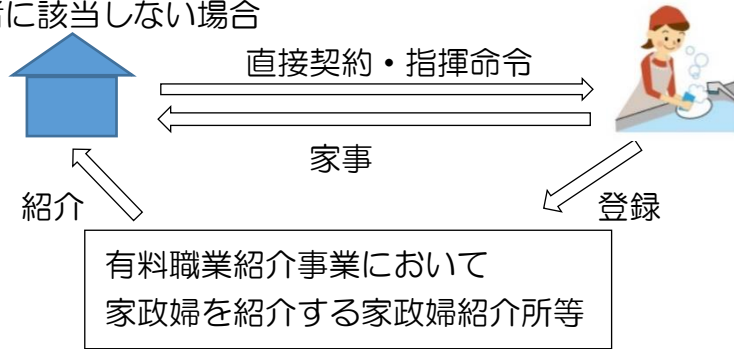 に該当しない場合
直接契約・指揮命令
家事
紹介
登録
有料職業紹介事業において
家政婦を紹介する家政婦紹介所等